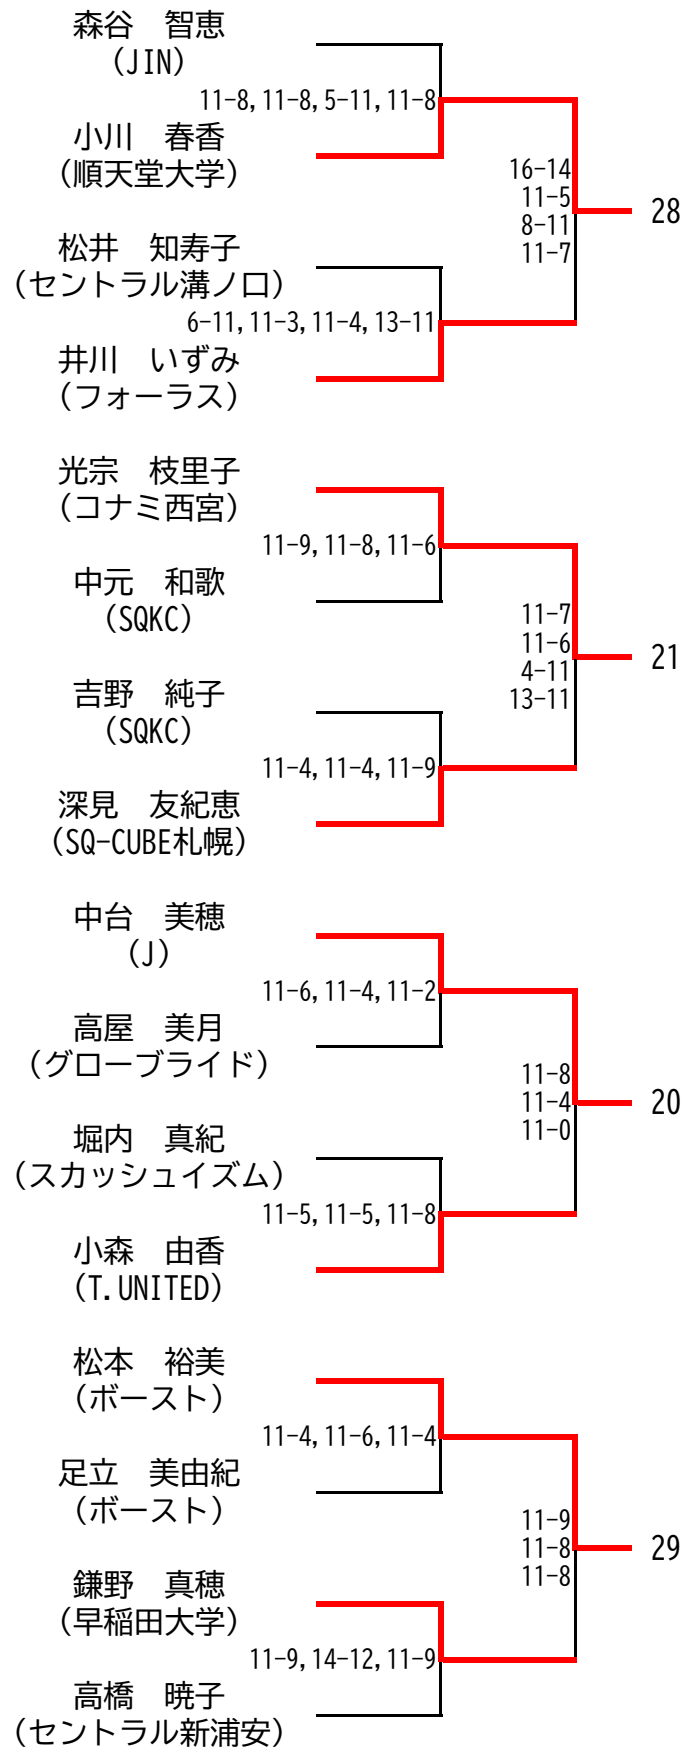 森谷　智恵
(JIN)
11-8,11-8,5-11,11-8
小川　春香
(順天堂大学)
16-14
11-5
8-11
11-7
28
松井　知寿子
(セントラル溝ノ口)
6-11,11-3,11-4,13-11
井川　いずみ
(フォーラス)
光宗　枝里子
(コナミ西宮)
11-9,11-8,11-6
中元　和歌
(SQKC)
11-7
11-6
4-11
13-11
21
吉野　純子
(SQKC)
11-4,11-4,11-9
深見　友紀恵
(SQ-CUBE札幌)
中台　美穂
(J)
11-6,11-4,11-2
高屋　美月
(グローブライド)
11-8
11-4
11-0
20
堀内　真紀
(スカッシュイズム)
11-5,11-5,11-8
小森　由香
(T.UNITED)
松本　裕美
(ボースト)
11-4,11-6,11-4
足立　美由紀
(ボースト)
11-9
11-8
11-8
29
鎌野　真穂
(早稲田大学)
11-9,14-12,11-9
高橋　暁子
(セントラル新浦安)